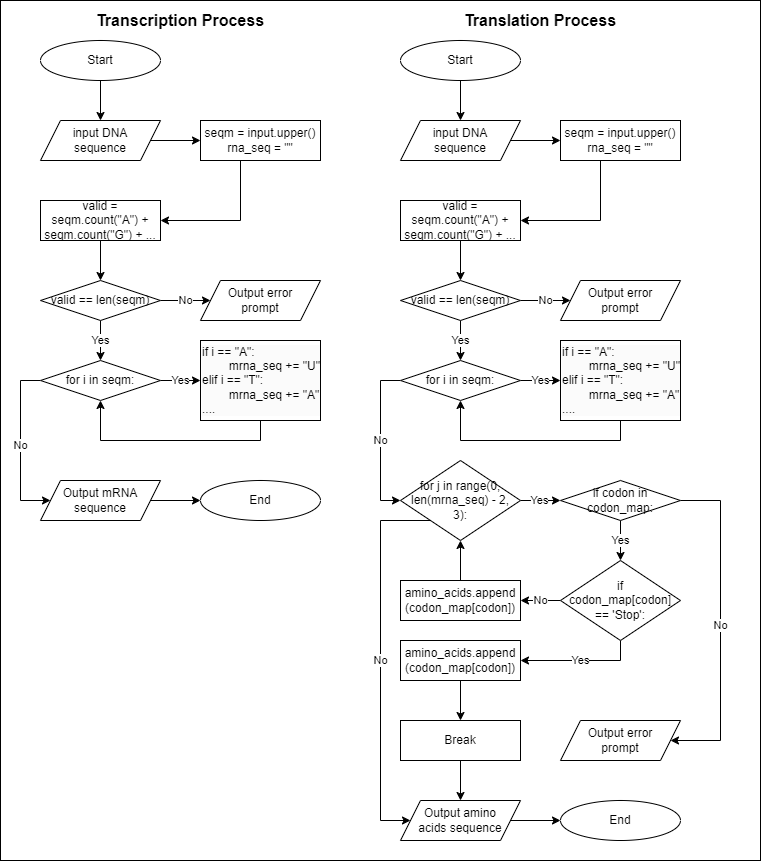 Transcription Process
Start
input DNA
sequence
seqm = input.upper()
rna_seq = ""
valid =
seqm.count("A") +
seqm.count("G") + ...
valid == len(seqm)
No
Output error
prompt
Yes
for i in seqm:
Yes
if i == "A":
mrna_seq += "U"
elif i == "T":
mrna_seq += "A"
....
No
Output mRNA
sequence
End
Translation Process
Start
input DNA
sequence
seqm = input.upper()
rna_seq = ""
valid =
seqm.count("A") +
seqm.count("G") + ...
valid == len(seqm)
No
Output error
prompt
Yes
for i in seqm:
Yes
if i == "A":
mrna_seq += "U"
elif i == "T":
mrna_seq += "A"
....
No
for j in range(0,
len(mrna_seq) - 2,
3):
Yes
if codon in
codon_map:
Yes
if
codon_map[codon]
== 'Stop':
No
amino_acids.append
(codon_map[codon])
Yes
amino_acids.append
(codon_map[codon])
No
No
Break
Output error
prompt
Output amino
acids sequence
End